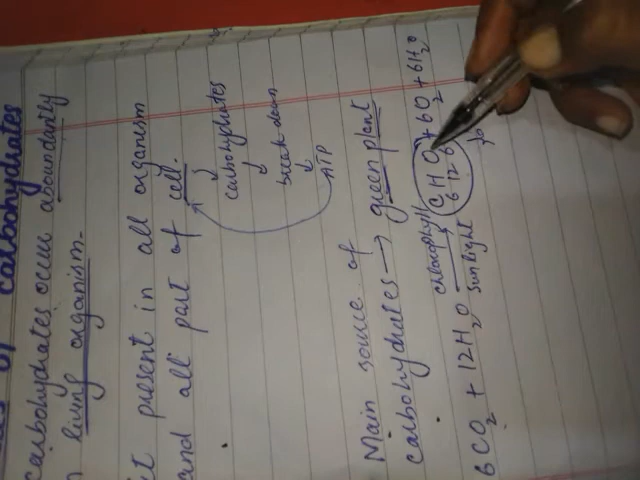 of carbohydrates
carbohydrates occur abundantly
living organism.
It present in all organism
and all part of cell.
carbohydrates
break down
ATP
Main source of
carbohydrates → green plant
6CO2 + 12H2O chlorophyll Sunlight C6H12O6 + 6O2 + 6H2O